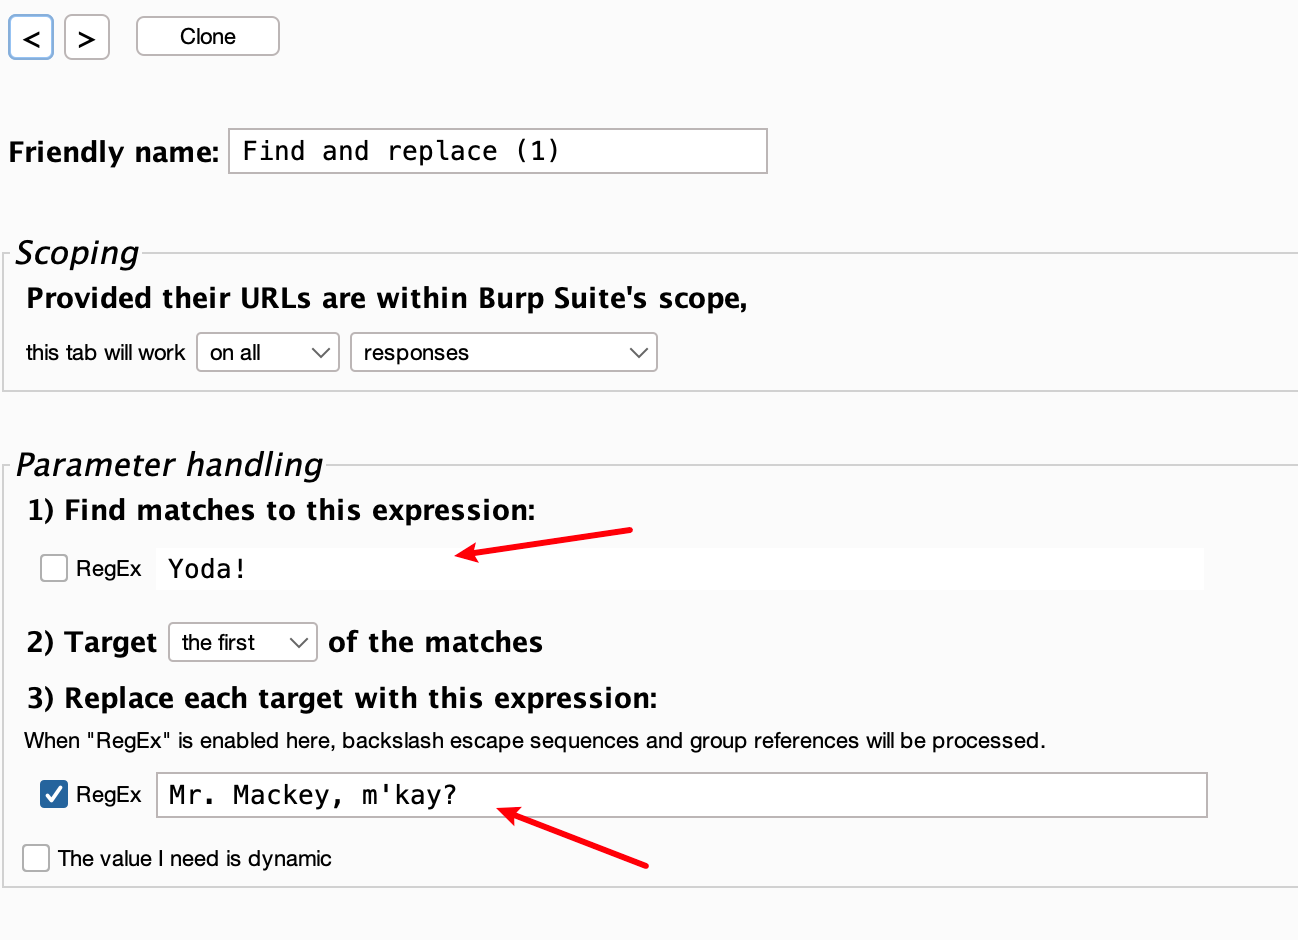 < > Clone
Friendly name: Find and replace (1)
Scoping
Provided their URLs are within Burp Suite's scope,
this tab will work on all responses
Parameter handling
1) Find matches to this expression:
RegEx Yoda!
2) Target the first of the matches
3) Replace each target with this expression:
When "RegEx" is enabled here, backslash escape sequences and group references will be processed.
RegEx Mr. Mackey, m'kay?
The value I need is dynamic